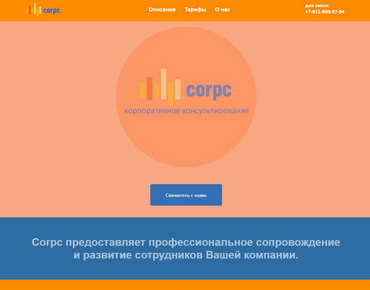 corpc
Описание Тарифы О нас
для связи:
+7-911-909-97-94
corpc
корпоративное консультирование
Свяжитесь с нами
Corpc предоставляет профессиональное сопровождение
и развитие сотрудников Вашей компании.